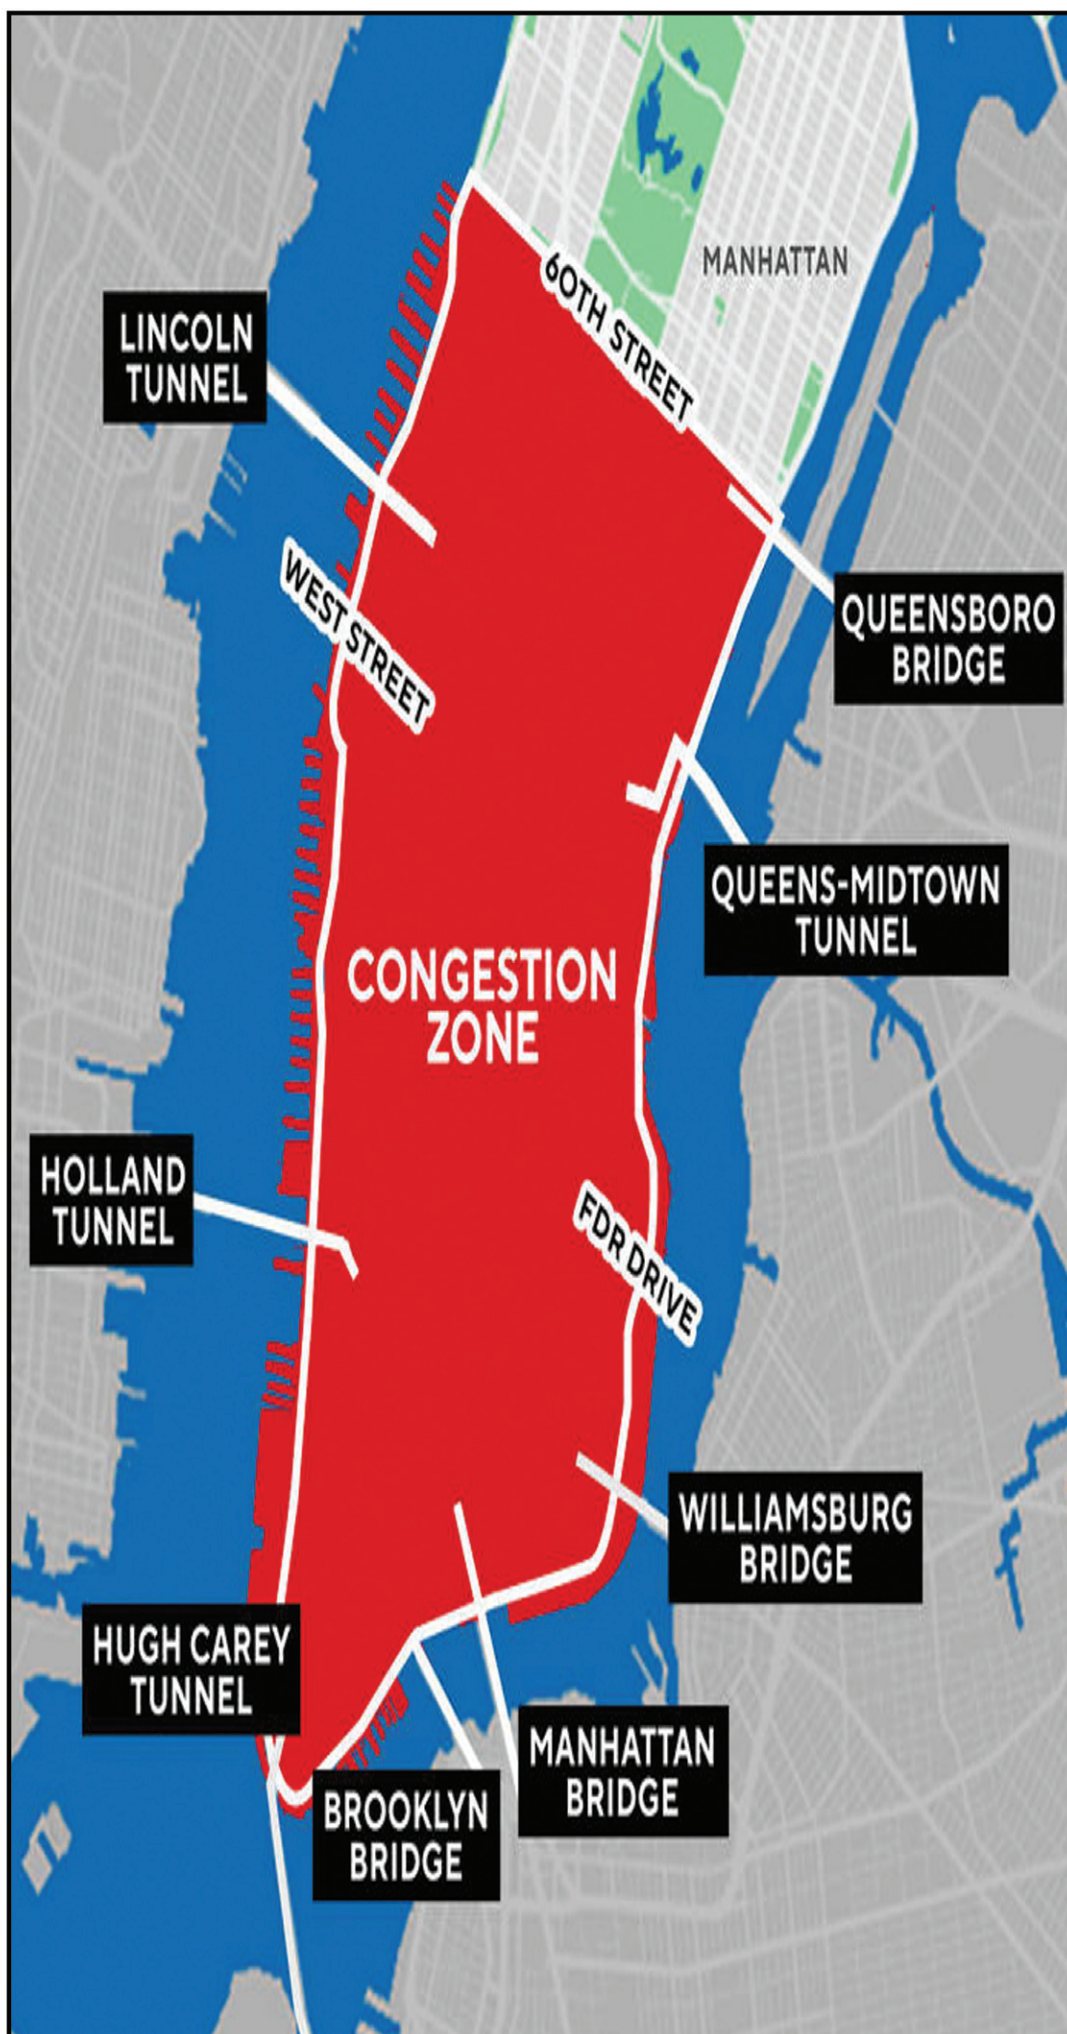 MANHATTAN
60TH STREET
LINCOLN
TUNNEL
WEST STREET
QUEENSBORO
BRIDGE
QUEENS-MIDTOWN
TUNNEL
CONGESTION
ZONE
HOLLAND
TUNNEL
FDR DRIVE
WILLIAMSBURG
BRIDGE
HUGH CAREY
TUNNEL
MANHATTAN
BRIDGE
BROOKLYN
BRIDGE